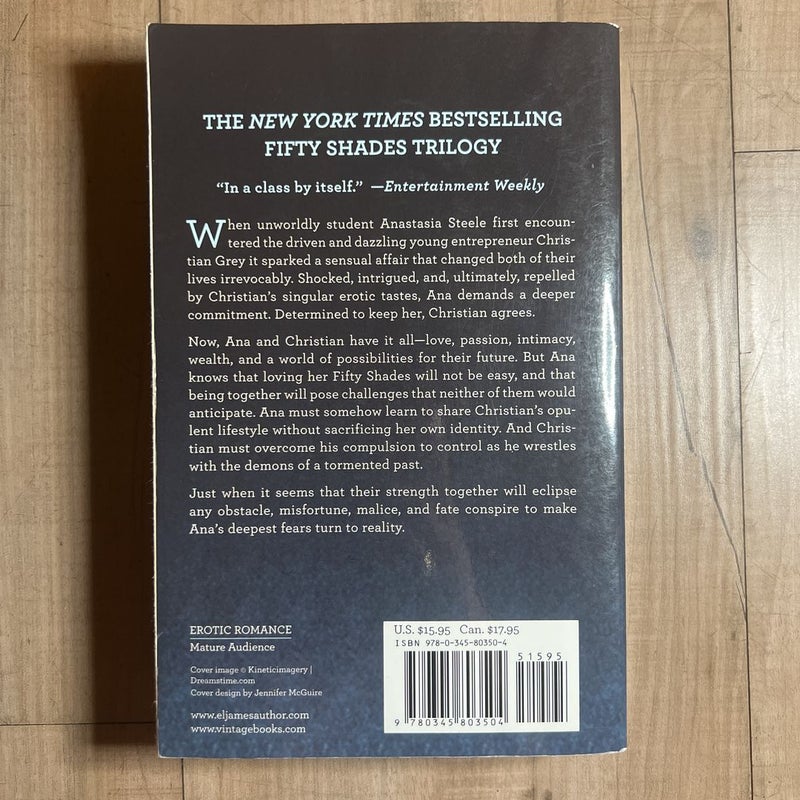 THE NEW YORK TIMES BESTSELLING
FIFTY SHADES TRILOGY
“In a class by itself.” —Entertainment Weekly
When unworldly student Anastasia Steele first encoun-
tered the driven and dazzling young entrepreneur Chris-
tian Grey it sparked a sensual affair that changed both of their
lives irrevocably. Shocked, intrigued, and, ultimately, repelled
by Christian’s singular erotic tastes, Ana demands a deeper
commitment. Determined to keep her, Christian agrees.
Now, Ana and Christian have it all—love, passion, intimacy,
wealth, and a world of possibilities for their future. But Ana
knows that loving her Fifty Shades will not be easy, and that
being together will pose challenges that neither of them would
anticipate. Ana must somehow learn to share Christian’s opu-
lent lifestyle without sacrificing her own identity. And Chris-
tian must overcome his compulsion to control as he wrestles
with the demons of a tormented past.
Just when it seems that their strength together will eclipse
any obstacle, misfortune, malice, and fate conspire to make
Ana’s deepest fears turn to reality.
EROTIC ROMANCE
Mature Audience
Cover image © Kineticimagery |
Dreamstime.com
Cover design by Jennifer McGuire
www.eljamesauthor.com
www.vintagebooks.com
U.S. $15.95 Can. $17.95
ISBN 978-0-345-80350-4
51595
9 780345 803504